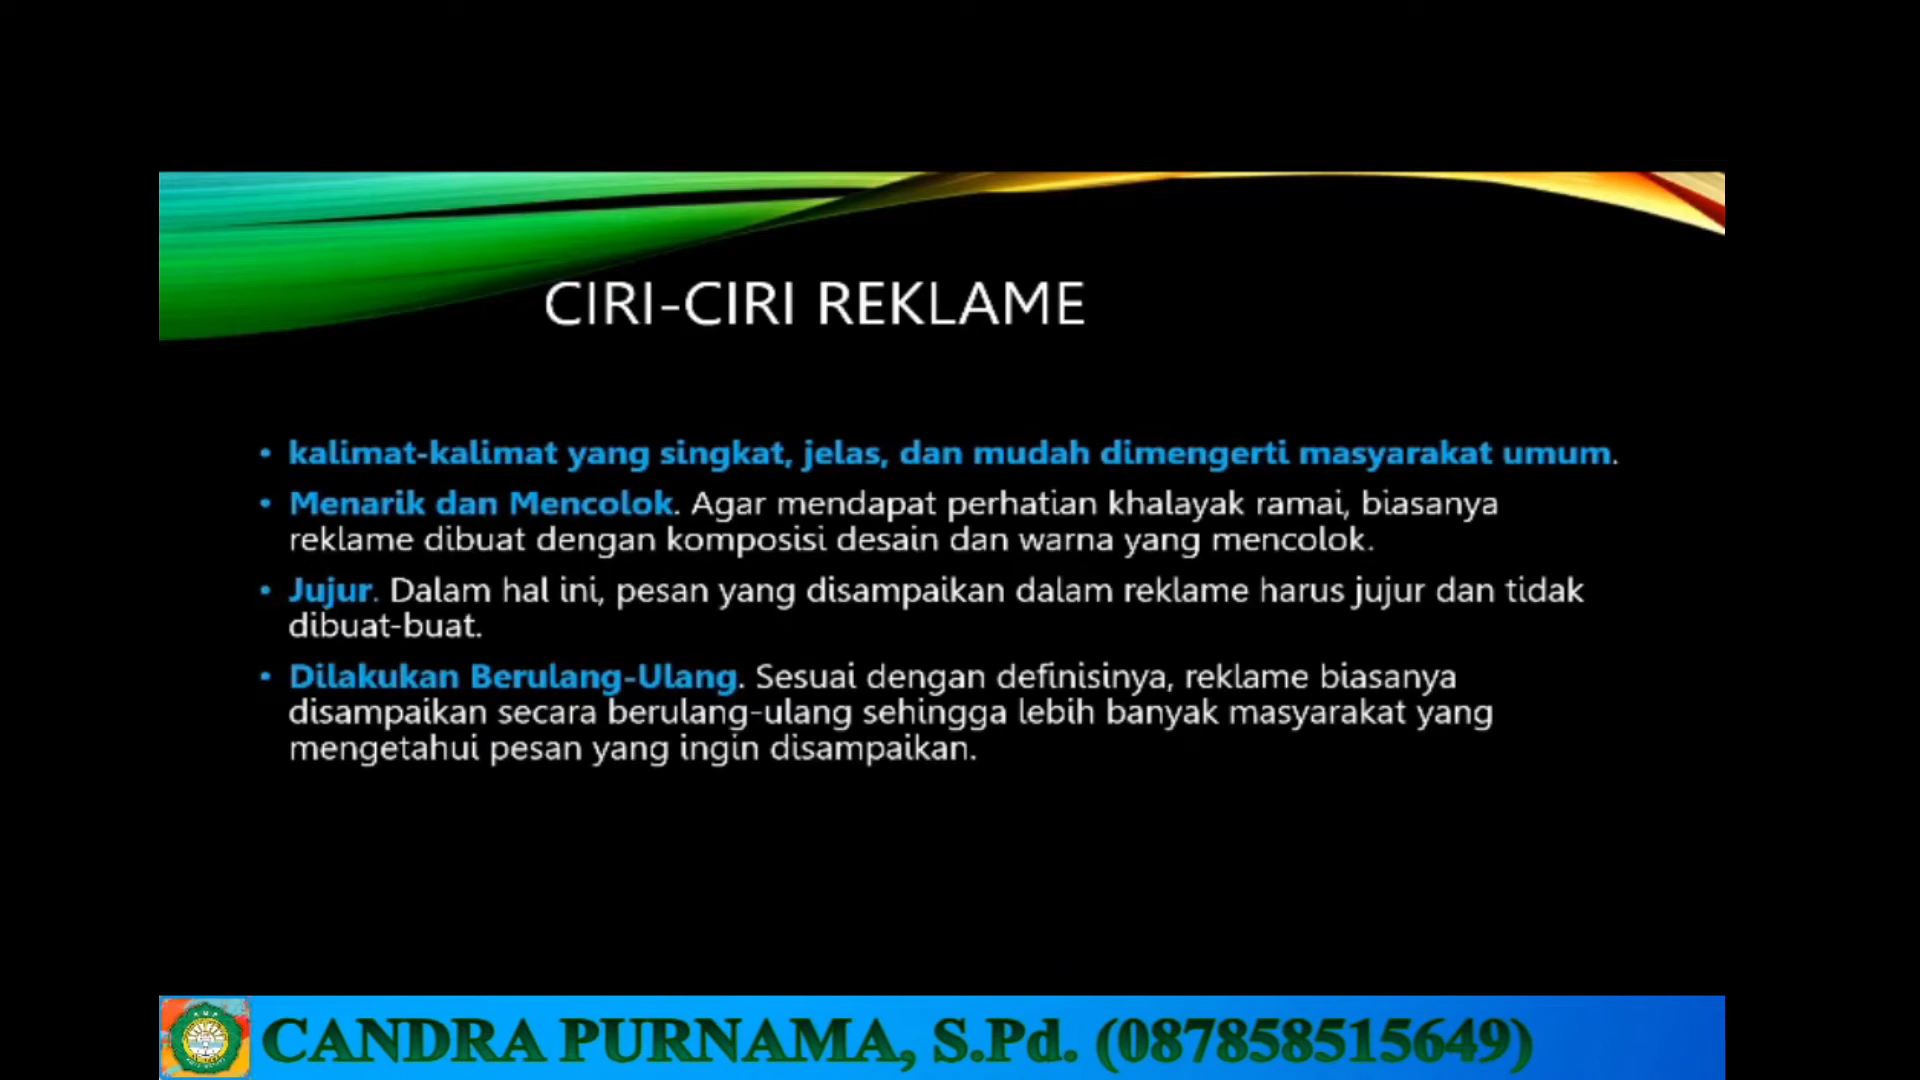 CIRI-CIRI REKLAME
• kalimat-kalimat yang singkat, jelas, dan mudah dimengerti masyarakat umum.
• Menarik dan Mencolok. Agar mendapat perhatian khalayak ramai, biasanya
reklame dibuat dengan komposisi desain dan warna yang mencolok.
• Jujur. Dalam hal ini, pesan yang disampaikan dalam reklame harus jujur dan tidak
dibuat-buat.
• Dilakukan Berulang-Ulang. Sesuai dengan definisinya, reklame biasanya
disampaikan secara berulang-ulang sehingga lebih banyak masyarakat yang
mengetahui pesan yang ingin disampaikan.
CANDRA PURNAMA, S.Pd. (087858515649)